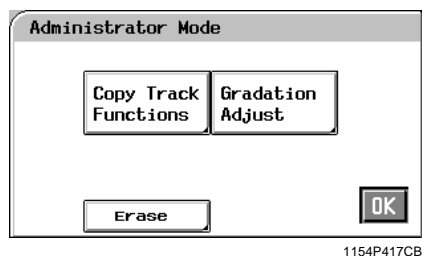 Administrator Mode
Copy Track Functions
Gradation Adjust
Erase
OK
1154P417CB